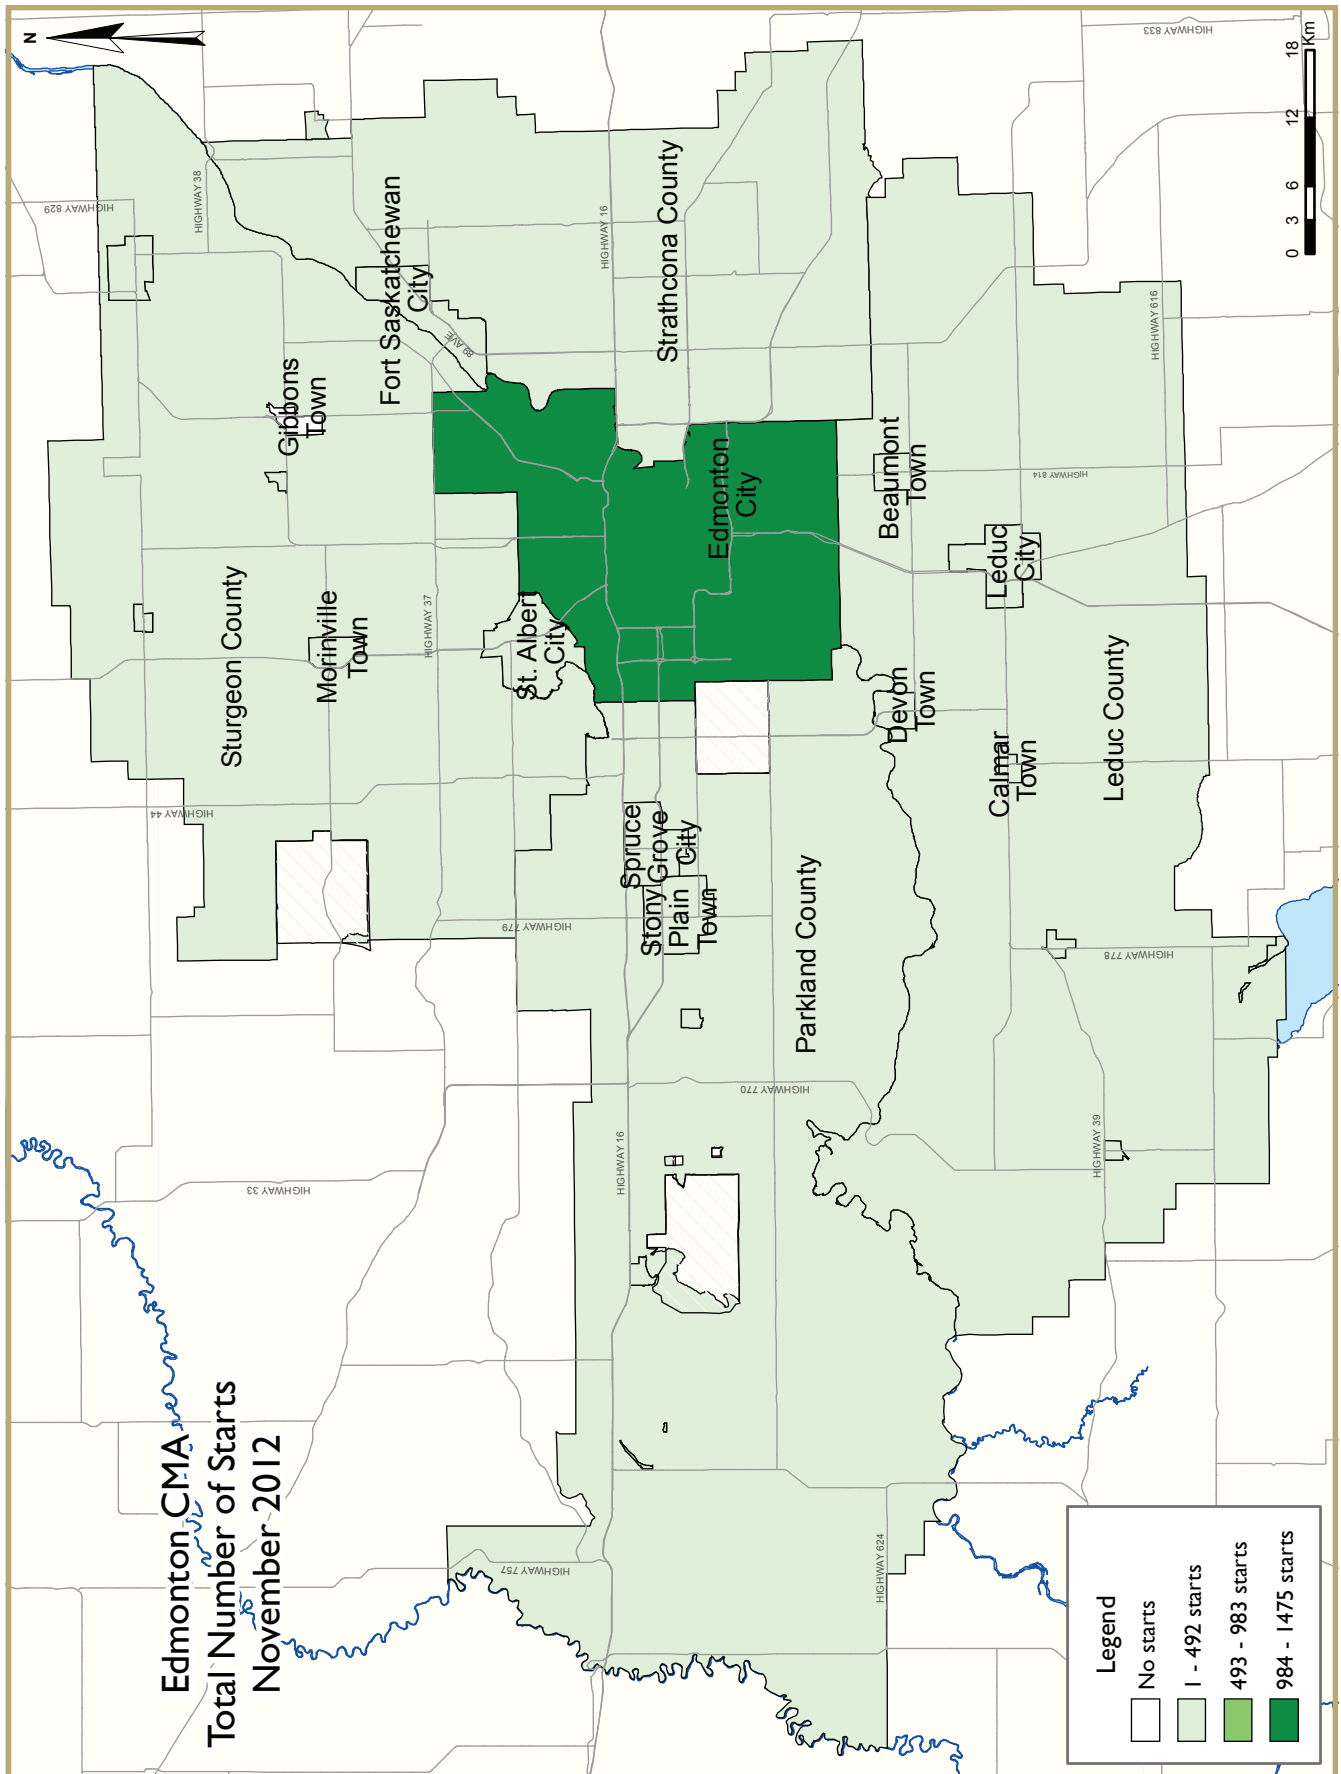 Edmonton CMA
Total Number of Starts
November 2012
N
HIGHWAY 829
HIGHWAY 38
HIGHWAY 833
HIGHWAY 44
Sturgeon County
Gibbons
Town
Morinville
Town
Fort Saskatchewan
City
89 AVE
HIGHWAY 37
HIGHWAY 33
HIGHWAY 779
St. Albert
City
HIGHWAY 16
Strathcona County
HIGHWAY 757
HIGHWAY 16
Stony
Plain
Town
Spruce
Grove
City
Edmonton
City
HIGHWAY 770
Parkland County
HIGHWAY 624
Devon
Town
Beaumont
Town
Calmar
Town
Leduc
City
HIGHWAY 814
HIGHWAY 39
HIGHWAY 778
Leduc County
HIGHWAY 616
Legend
No starts
1 - 492 starts
493 - 983 starts
984 - 1475 starts
0 3 6 12 18
Km